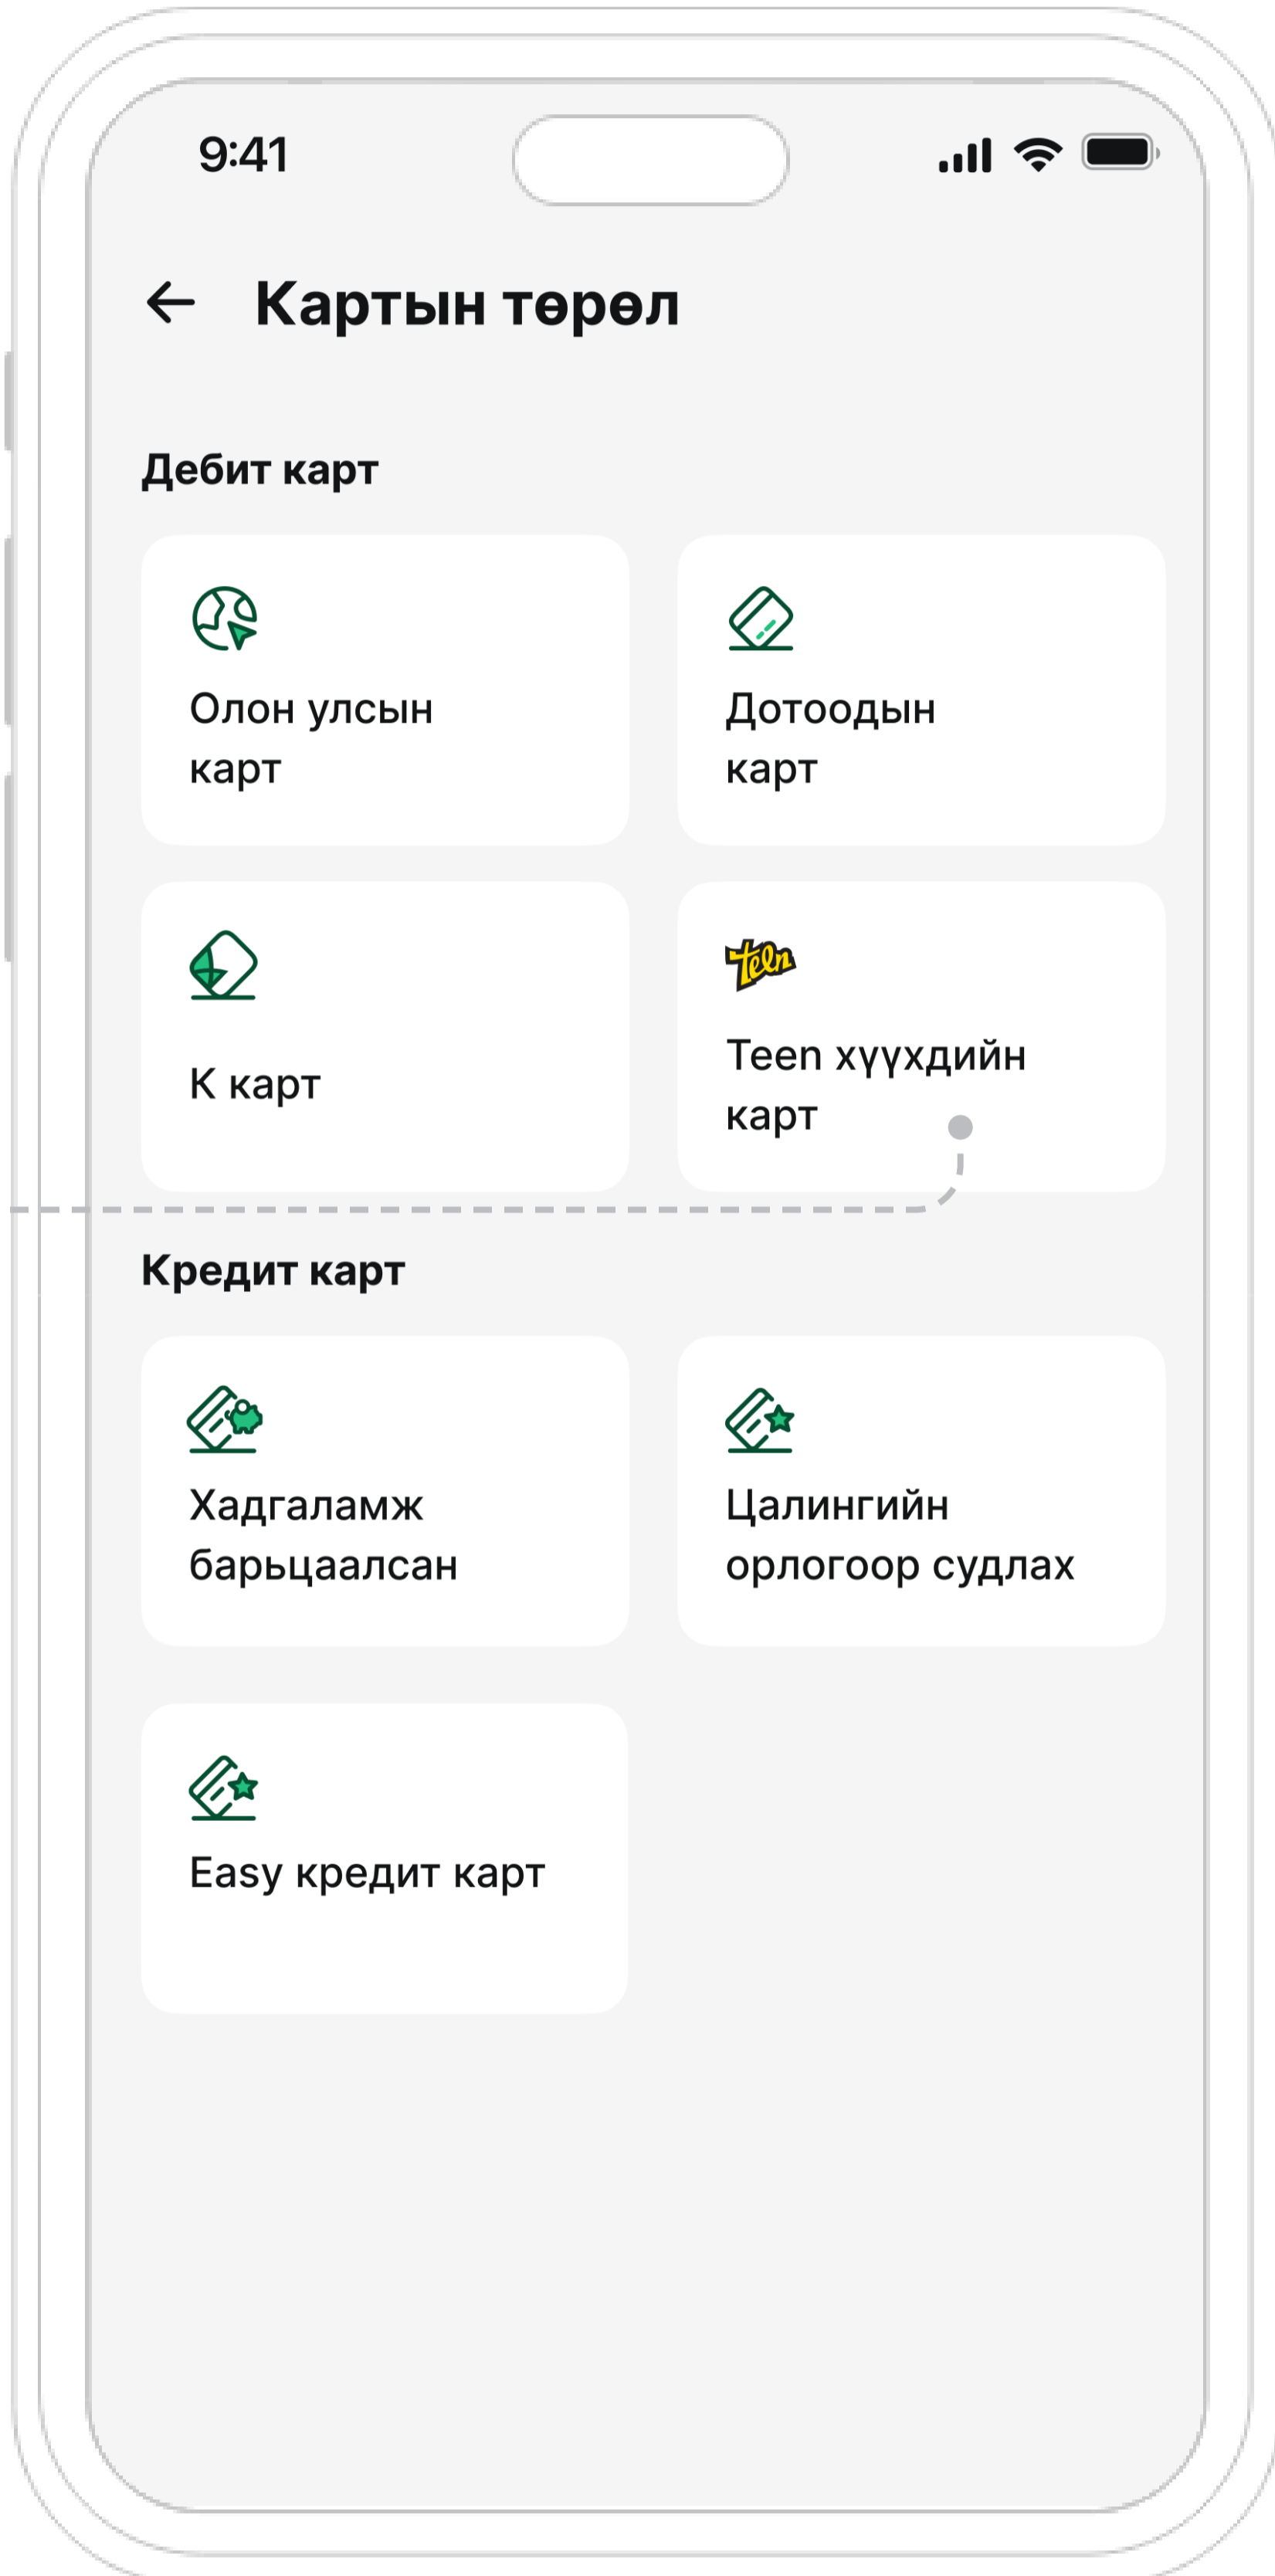 9:41
Картын төрөл
Дебит карт
Олон улсын
карт
Дотоодын
карт
К карт
Teen
Teen хүүхдийн
карт
Кредит карт
Хадгаламж
барьцаалсан
Цалингийн
орлогоор судлах
Easy кредит карт